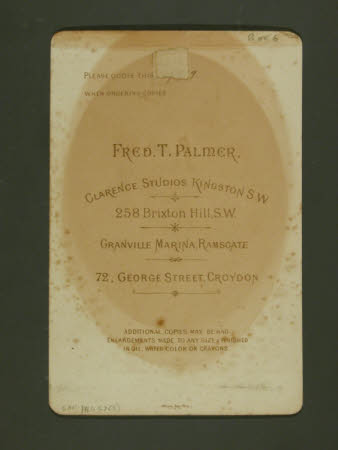 PLEASE QUOTE THIS
WHEN ORDERING COPIES
FRED. T. PALMER.
CLARENCE STUDIOS KINGSTON S.W
258 Brixton Hill, S.W.
GRANVILLE MARINA, RAMSGATE
72, GEORGE STREET, CROYDON
ADDITIONAL COPIES MAY BE HAD
ENLARGEMENTS MADE TO ANY SIZE & FINISHED
IN OIL, WATER-COLOR OR CRAYONS